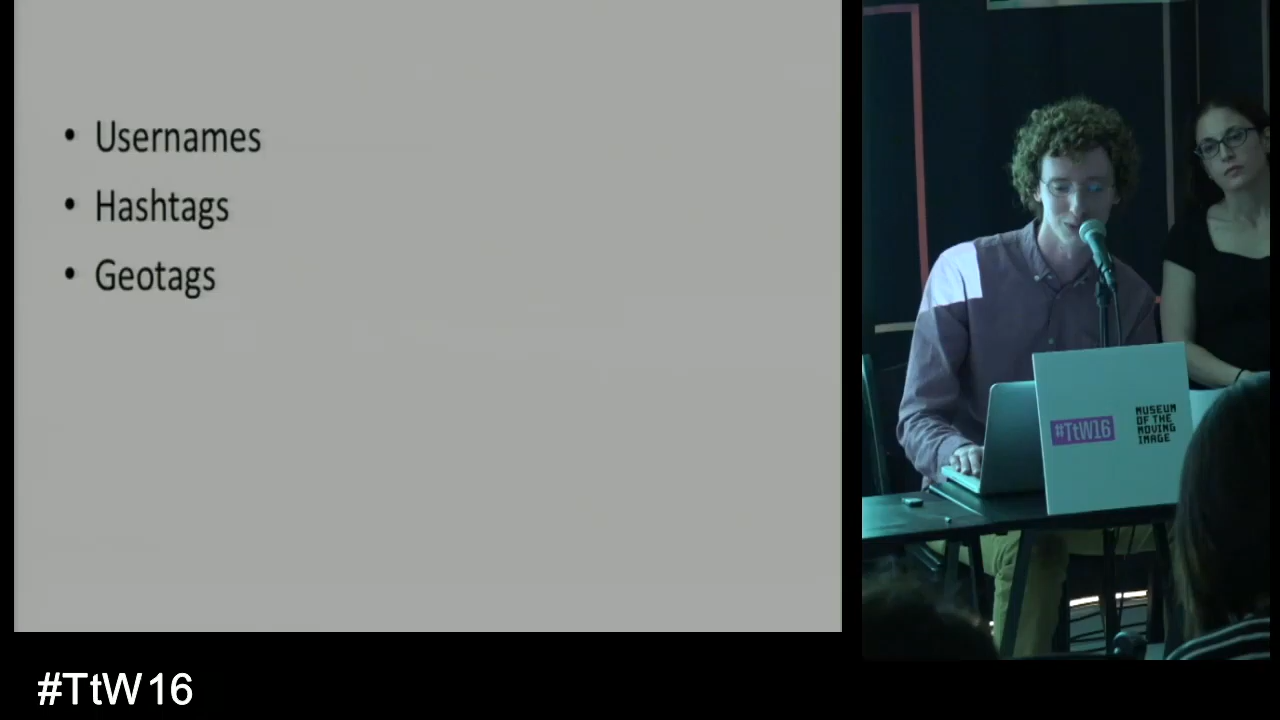 • Usernames
• Hashtags
• Geotags
#TtW16
MUSEUM
OF THE
MOVING
IMAGE
#TtW16